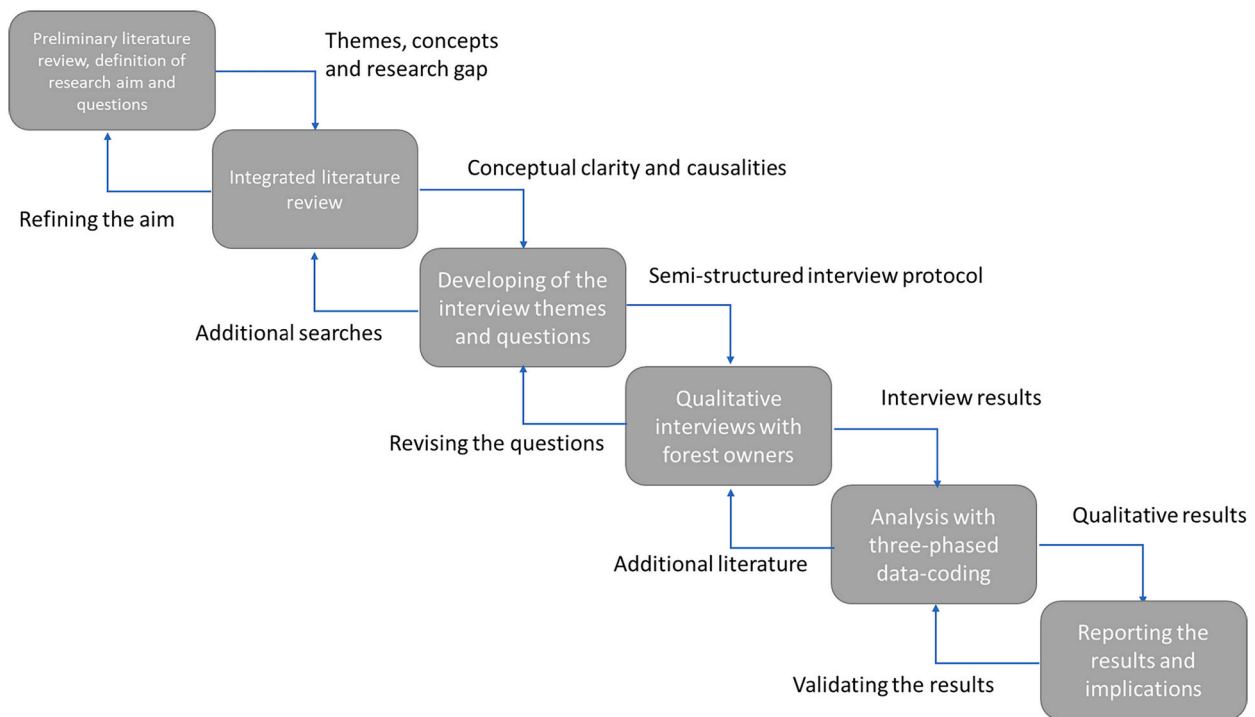 Preliminary literature
review, definition of
research aim and
questions
Themes, concepts
and research gap
Integrated literature
review
Refining the aim
Conceptual clarity and causalities
Developing of the
interview themes
and questions
Additional searches
Semi-structured interview protocol
Qualitative
interviews with
forest owners
Revising the questions
Interview results
Analysis with
three-phased
data-coding
Additional literature
Qualitative results
Reporting the
results and
implications
Validating the results